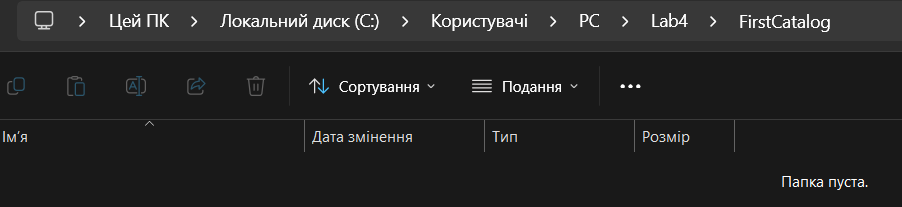 Цей ПК > Локальний диск (C:) > Користувачі > PC > Lab4 > FirstCatalog
Сортування Подання •••
Ім’я Дата змінення Тип Розмір
Папка пуста.